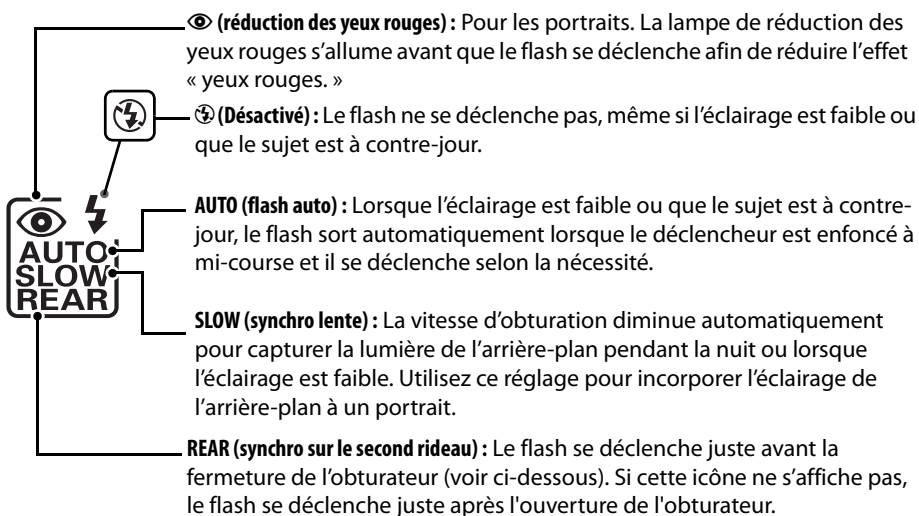 (réduction des yeux rouges) : Pour les portraits. La lampe de réduction des
yeux rouges s’allume avant que le flash se déclenche afin de réduire l’effet
« yeux rouges. »
(Désactivé) : Le flash ne se déclenche pas, même si l’éclairage est faible ou
que le sujet est à contre-jour.
AUTO (flash auto) : Lorsque l’éclairage est faible ou que le sujet est à contre-
jour, le flash sort automatiquement lorsque le déclencheur est enfoncé à
mi-course et il se déclenche selon la nécessité.
AUTO
SLOW
REAR
SLOW (synchro lente) : La vitesse d’obturation diminue automatiquement
pour capturer la lumière de l’arrière-plan pendant la nuit ou lorsque
l’éclairage est faible. Utilisez ce réglage pour incorporer l’éclairage de
l’arrière-plan à un portrait.
REAR (synchro sur le second rideau) : Le flash se déclenche juste avant la
fermeture de l’obturateur (voir ci-dessous). Si cette icône ne s’affiche pas,
le flash se déclenche juste après l'ouverture de l'obturateur.